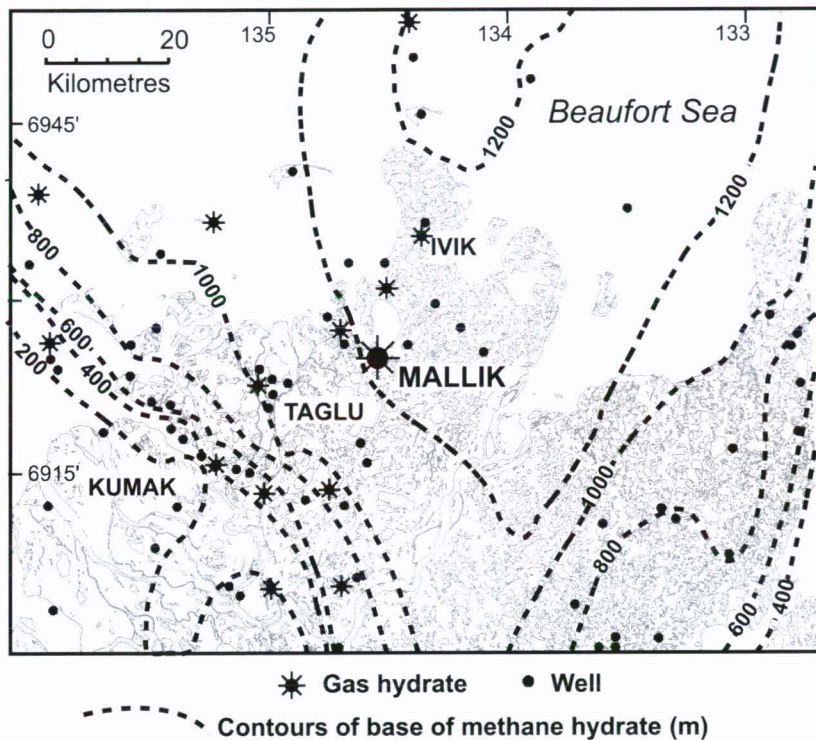 0 20
Kilometres
135 134 133
Beaufort Sea
6945'
1200
1200
800
1000
IVIK
600
400
200
MALLIK
TAGLU
6915'
KUMAK
1000
800
600
400
Gas hydrate Well
Contours of base of methane hydrate (m)